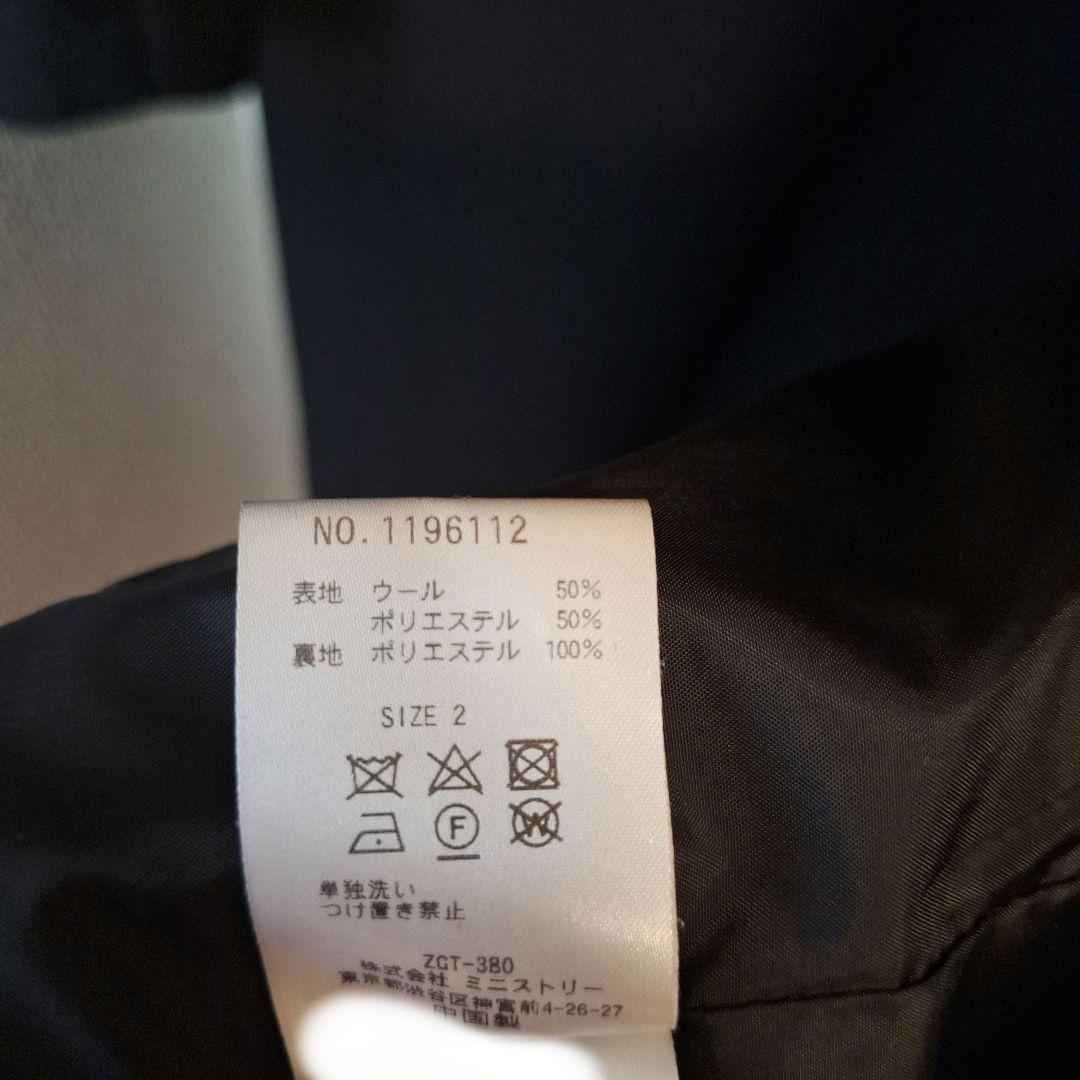 NO.1196112
表地 ウール 50%
ポリエステル 50%
裏地 ポリエステル 100%
SIZE 2
F W
単独洗い
つけ置き禁止
ZGT-380
株式会社 ミニストリー
東京都渋谷区神宮前4-26-27
中国製